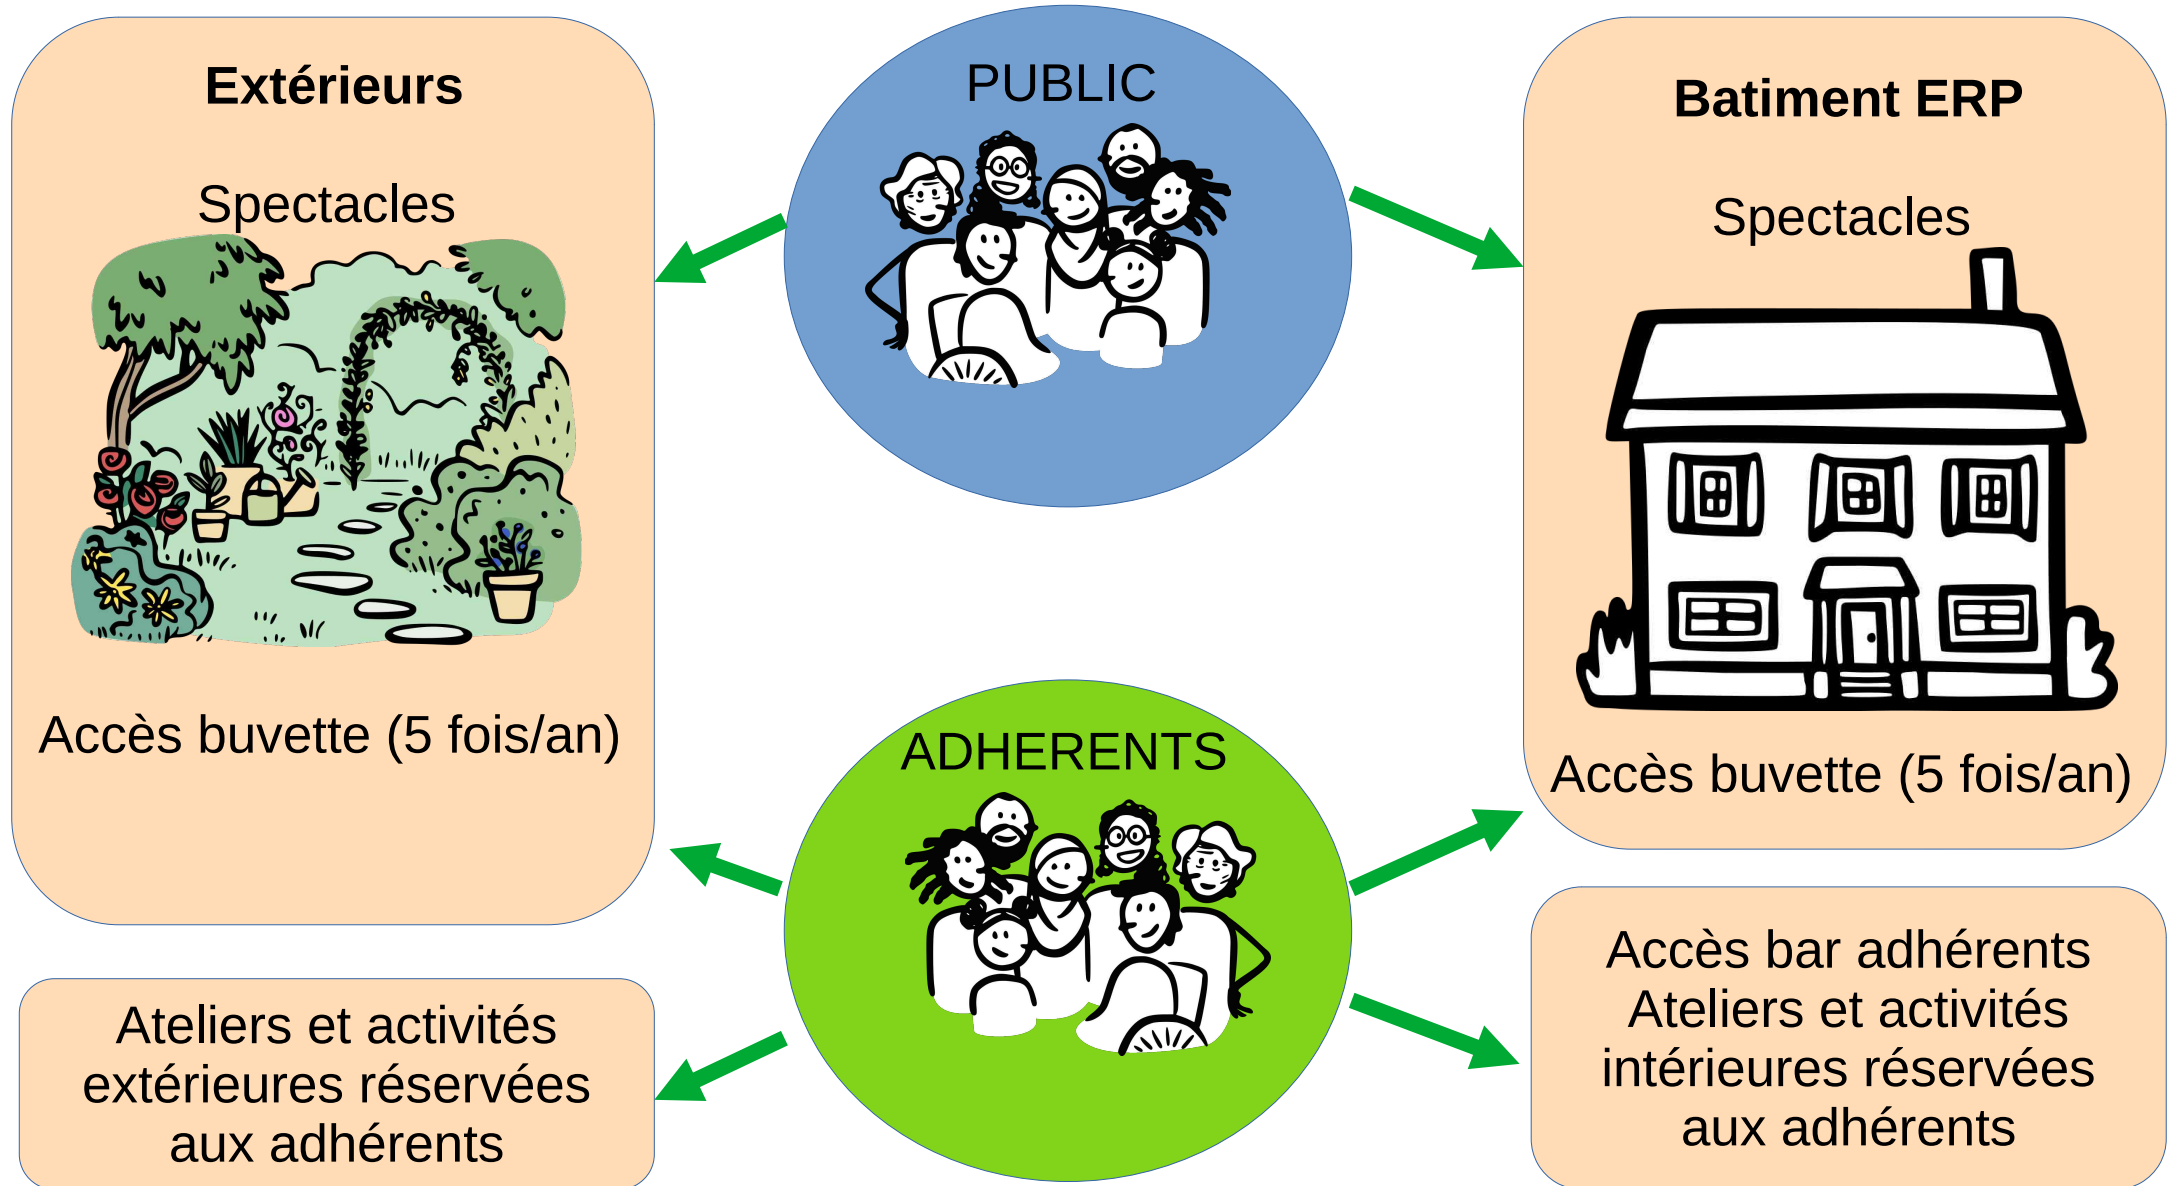 Extérieurs
Spectacles
Accès buvette (5 fois/an)
Ateliers et activités
extérieures réservées
aux adhérents
PUBLIC
ADHERENTS
Batiment ERP
Spectacles
Accès buvette (5 fois/an)
Accès bar adhérents
Ateliers et activités
intérieures réservées
aux adhérents